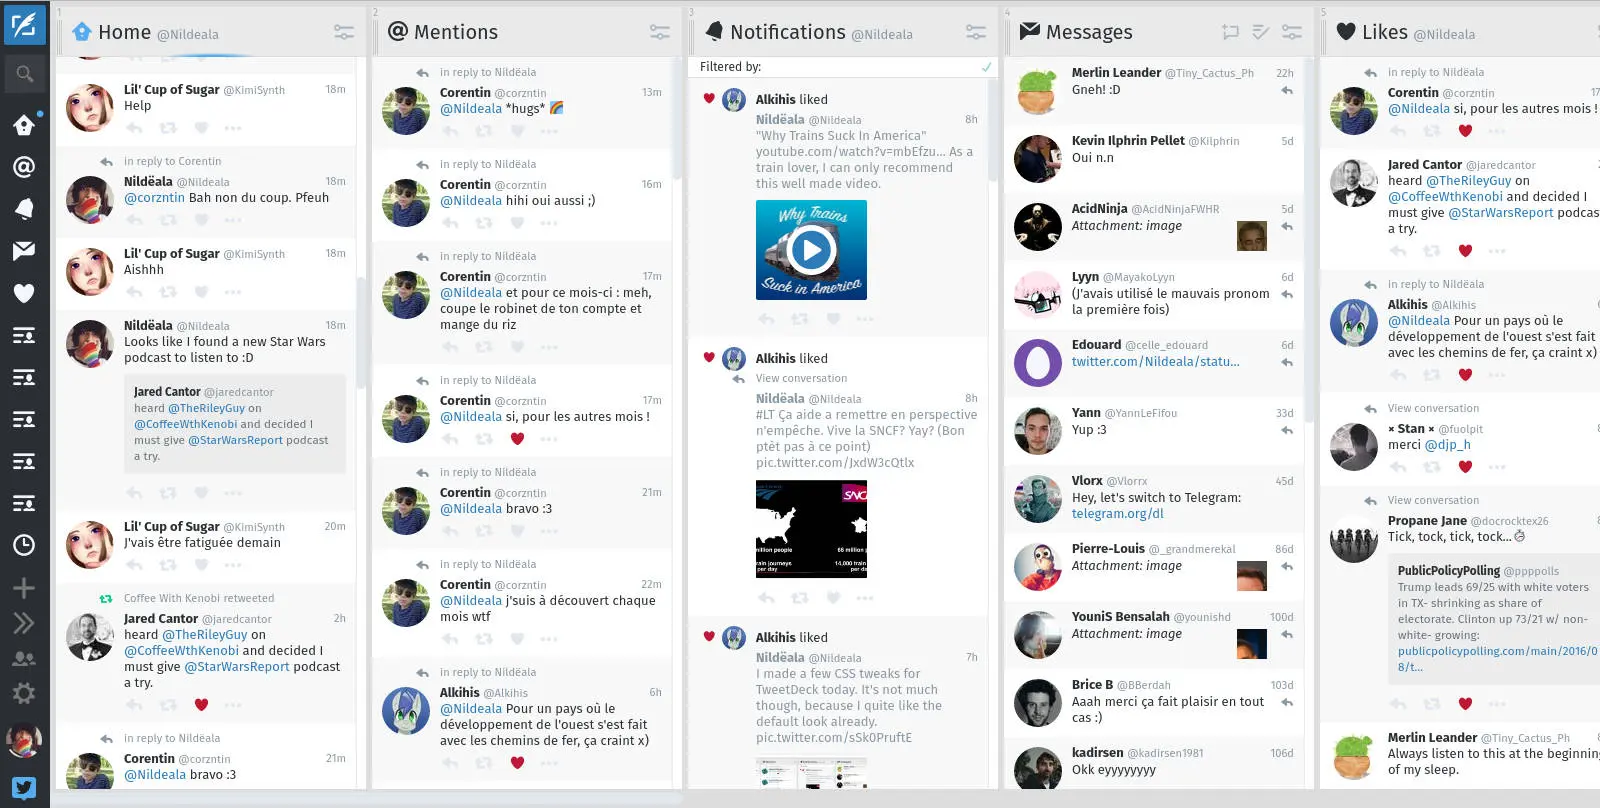 1
Home @Nildeala
Lil' Cup of Sugar @KimiSynth 18m
Help
in reply to Corentin
Nildëala @Nildeala 18m
@corzntin Bah non du coup. Pfeuh
Lil' Cup of Sugar @KimiSynth 18m
Aishhh
Nildëala @Nildeala 18m
Looks like I found a new Star Wars
podcast to listen to :D
Jared Cantor @jaredcantor
heard @TheRileyGuy on
@CoffeeWthKenobi and decided I
must give @StarWarsReport podcast
a try.
Lil' Cup of Sugar @KimiSynth 20m
J'vais être fatiguée demain
Coffee With Kenobi retweeted
Jared Cantor @jaredcantor 2h
heard @TheRileyGuy on
@CoffeeWthKenobi and decided I
must give @StarWarsReport podcast
a try.
in reply to Nildëala
Corentin @corzntin 21m
@Nildeala bravo :3
2
@ Mentions
in reply to Nildëala
Corentin @corzntin 13m
@Nildeala *hugs* 🌈
in reply to Nildëala
Corentin @corzntin 16m
@Nildeala hihi oui aussi ;)
in reply to Nildëala
Corentin @corzntin 17m
@Nildeala et pour ce mois-ci : meh,
coupe le robinet de ton compte et
mange du riz
in reply to Nildëala
Corentin @corzntin 17m
@Nildeala si, pour les autres mois !
in reply to Nildëala
Corentin @corzntin 21m
@Nildeala bravo :3
in reply to Nildëala
Corentin @corzntin 22m
@Nildeala j'suis à découvert chaque
mois wtf
in reply to Nildëala
Alkihis @Alkihis 6h
@Nildeala Pour un pays où le
développement de l'ouest s'est fait
avec les chemins de fer, ça craint x)
3
Notifications @Nildeala
Filtered by:
Alkihis liked
Nildëala @Nildeala 8h
"Why Trains Suck In America"
youtube.com/watch?v=mbEfzu... As a
train lover, I can only recommend
this well made video.
Why Trains
Suck in America
Alkihis liked
View conversation
Nildëala @Nildeala 8h
#LT Ça aide a remettre en perspective
n'empêche. Vive la SNCF? Yay? (Bon
ptèt pas à ce point)
pic.twitter.com/JxdW3cQtlx
SNC
million people 66 million p
train journeys 14,000 train
per day per d
Alkihis liked
Nildëala @Nildeala 7h
I made a few CSS tweaks for
TweetDeck today. It's not much
though, because I quite like the
default look already.
pic.twitter.com/sSk0PruftE
4
Messages
Merlin Leander @Tiny_Cactus_Ph 22h
Gneh! :D
Kevin Ilphrin Pellet @Kilphrin 5d
Oui n.n
AcidNinja @AcidNinjaFWHR 5d
Attachment: image
Lyyn @MayakoLyyn 6d
(J'avais utilisé le mauvais pronom
la première fois)
Edouard @celle_edouard 6d
twitter.com/Nildeala/statu...
Yann @YannLeFifou 33d
Yup :3
Vlorx @Vlorrx 45d
Hey, let's switch to Telegram:
telegram.org/dl
Pierre-Louis @_grandmerekal 86d
Attachment: image
YouniS Bensalah @younishd 100d
Attachment: image
Brice B @BBerdah 103d
Aaah merci ça fait plaisir en tout
cas :)
kadirsen @kadirsen1981 106d
Okk eyyyyyyyy
5
Likes @Nildeala
in reply to Nildëala
Corentin @corzntin 17
@Nildeala si, pour les autres mois !
Jared Cantor @jaredcantor
heard @TheRileyGuy on
@CoffeeWthKenobi and decided I
must give @StarWarsReport podcas
a try.
in reply to Nildëala
Alkihis @Alkihis
@Nildeala Pour un pays où le
développement de l'ouest s'est fait
avec les chemins de fer, ça craint x)
View conversation
× Stan × @fuolpit
merci @djp_h
View conversation
Propane Jane @docrocktex26
Tick, tock, tick, tock...⏱
PublicPolicyPolling @ppppolls
Trump leads 69/25 with white voters
in TX- shrinking as share of
electorate. Clinton up 73/21 w/ non-
white- growing:
publicpolicypolling.com/main/2016/0
8/t...
Merlin Leander @Tiny_Cactus_Ph
Always listen to this at the beginning
of my sleep.